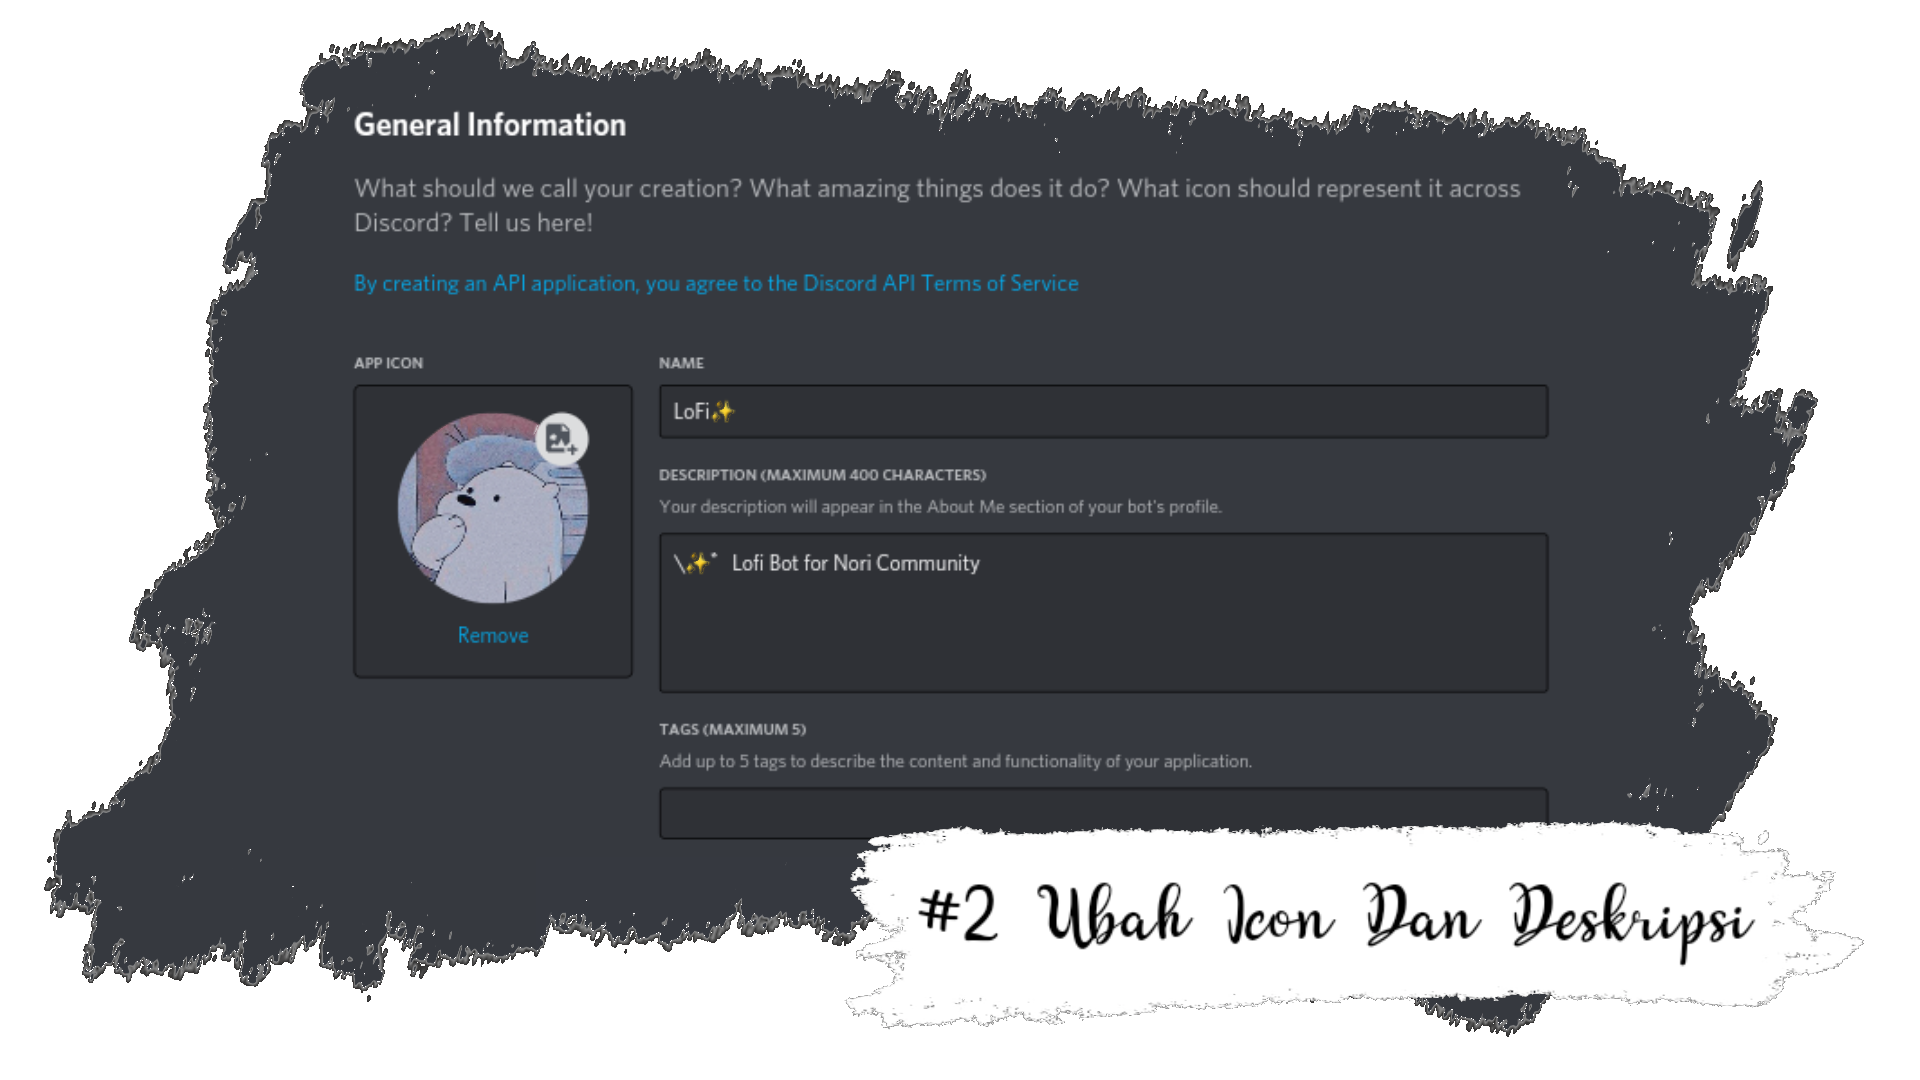 General Information
What should we call your creation? What amazing things does it do? What icon should represent it across
Discord? Tell us here!
By creating an API application, you agree to the Discord API Terms of Service
APP ICON
NAME
LoFi✨
DESCRIPTION (MAXIMUM 400 CHARACTERS)
Your description will appear in the About Me section of your bot's profile.
\✨˚ Lofi Bot for Nori Community
Remove
TAGS (MAXIMUM 5)
Add up to 5 tags to describe the content and functionality of your application.
#2 Ubah Icon Dan Deskripsi